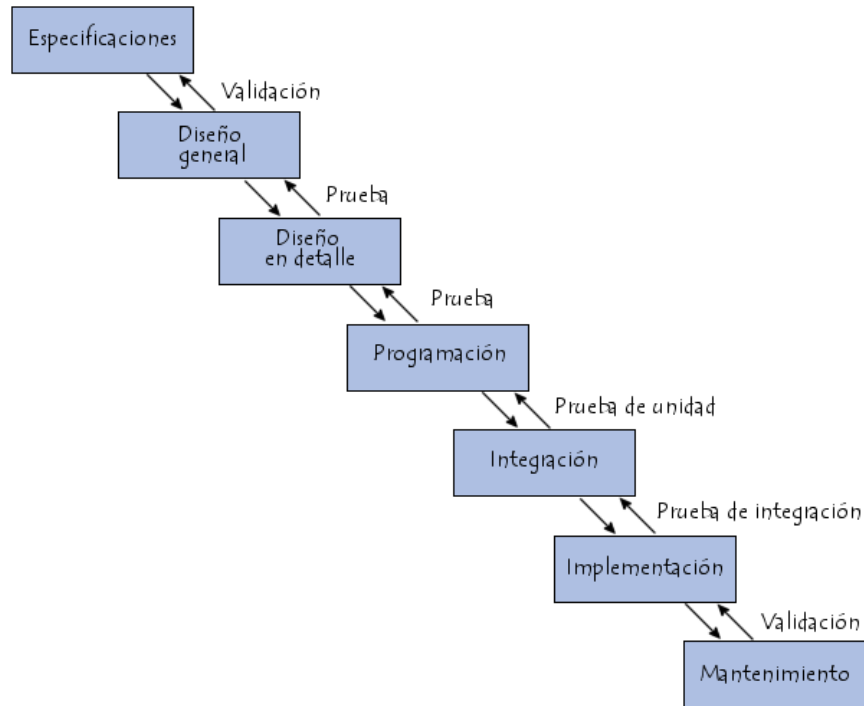 Especificaciones
Validación
Diseño
general
Prueba
Diseño
en detalle
Prueba
Programación
Prueba de unidad
Integración
Prueba de integración
Implementación
Validación
Mantenimiento